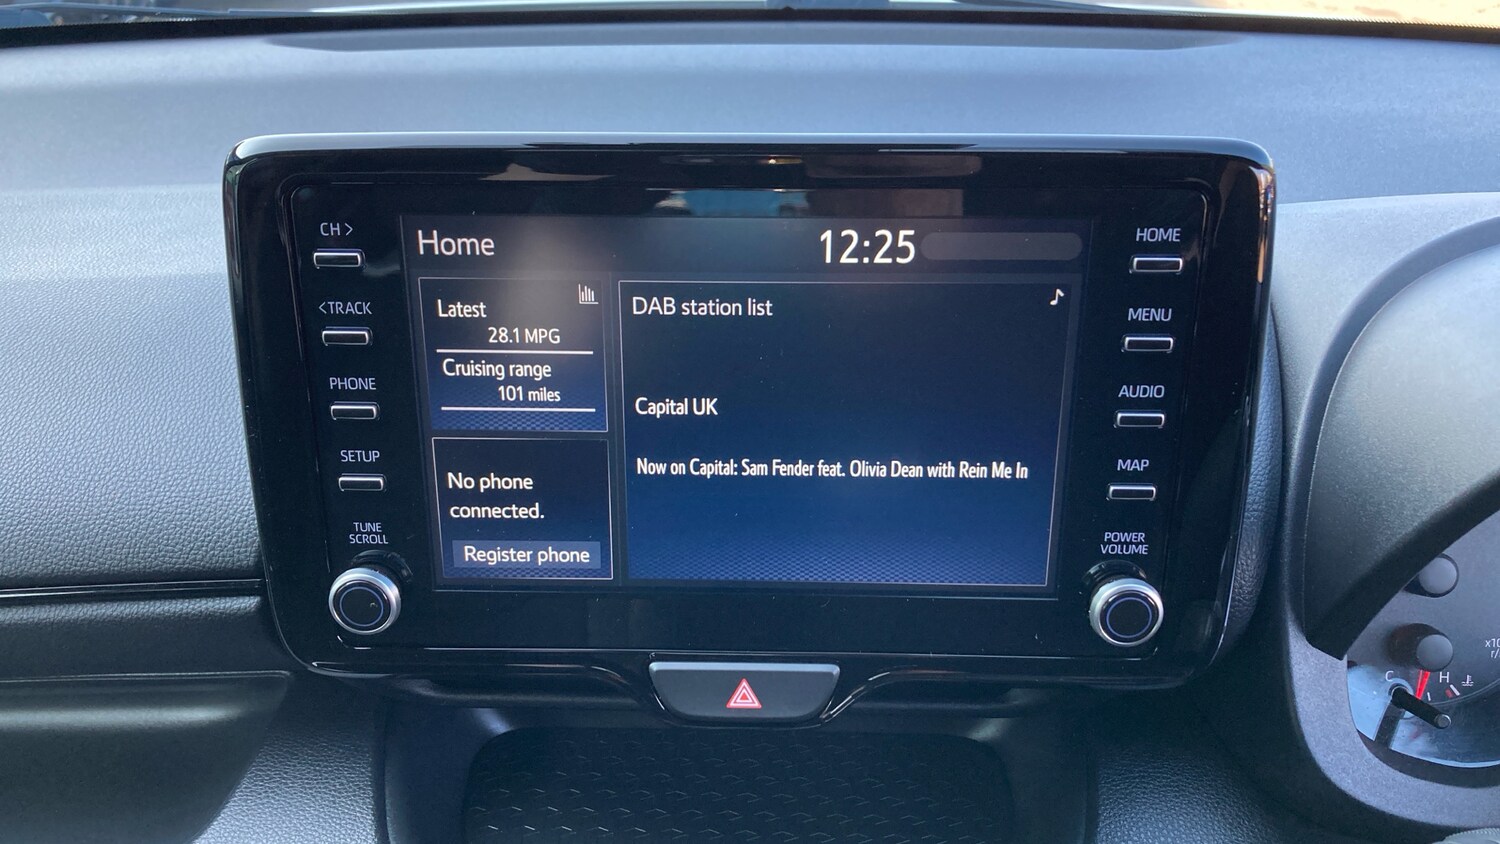 CH >
<TRACK
PHONE
SETUP
TUNE
SCROLL
Home
12:25
Latest
28.1 MPG
Cruising range
101 miles
No phone
connected.
Register phone
DAB station list
Capital UK
Now on Capital: Sam Fender feat. Olivia Dean with Rein Me In
HOME
MENU
AUDIO
MAP
POWER
VOLUME
C
H